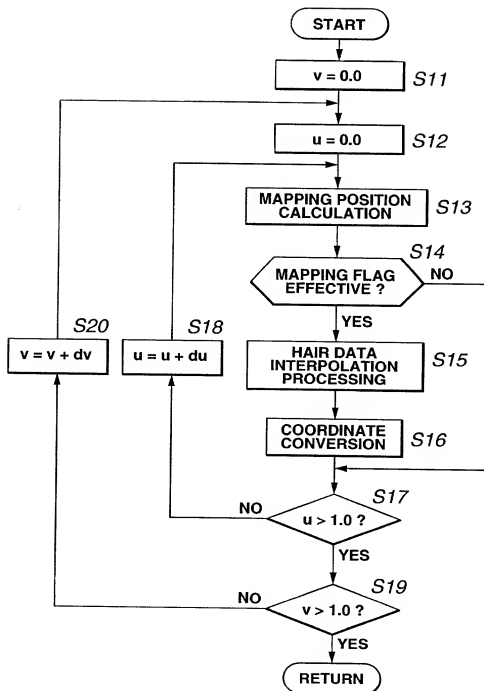 START
v = 0.0
S11
u = 0.0
S12
MAPPING POSITION
CALCULATION
S13
S14
MAPPING FLAG
EFFECTIVE ?
NO
YES
S20
v = v + dv
S18
u = u + du
HAIR DATA
INTERPOLATION
PROCESSING
S15
COORDINATE
CONVERSION
S16
S17
NO
u > 1.0 ?
YES
S19
NO
v > 1.0 ?
YES
RETURN